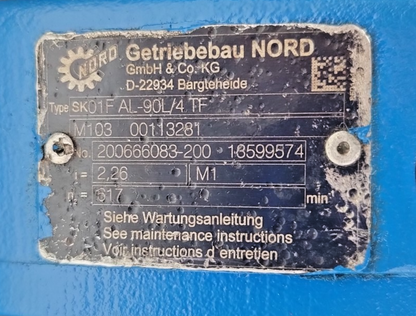 NORD
Getriebebau NORD
GmbH & Co. KG
D-22934 Bargteheide
Type SK01F AL-90L/4 TF
M103 00113281
No. 200666083-200 18599574
i = 2,26 M1
n = 617 min
Siehe Wartungsanleitung
See maintenance instructions
Voir instructions d'entretien